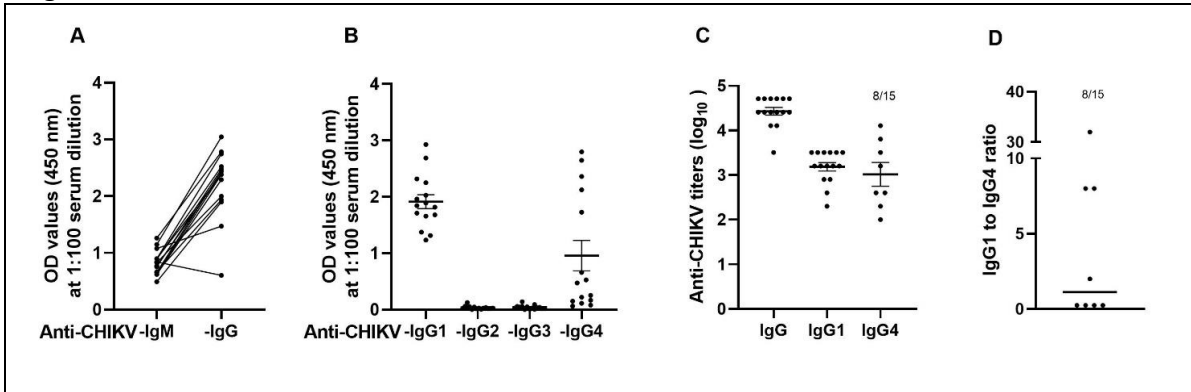 A
B
C
D
OD values (450 nm)
at 1:100 serum dilution
4
3
2
1
0
Anti-CHIKV -IgM -IgG
OD values (450 nm)
at 1:100 serum dilution
4
3
2
1
0
Anti-CHIKV -IgG1 -IgG2 -IgG3 -IgG4
Anti-CHIKV titers (log10 )
5
4
3
2
1
0
8/15
IgG IgG1 IgG4
IgG1 to IgG4 ratio
40
30
10
5
0
8/15